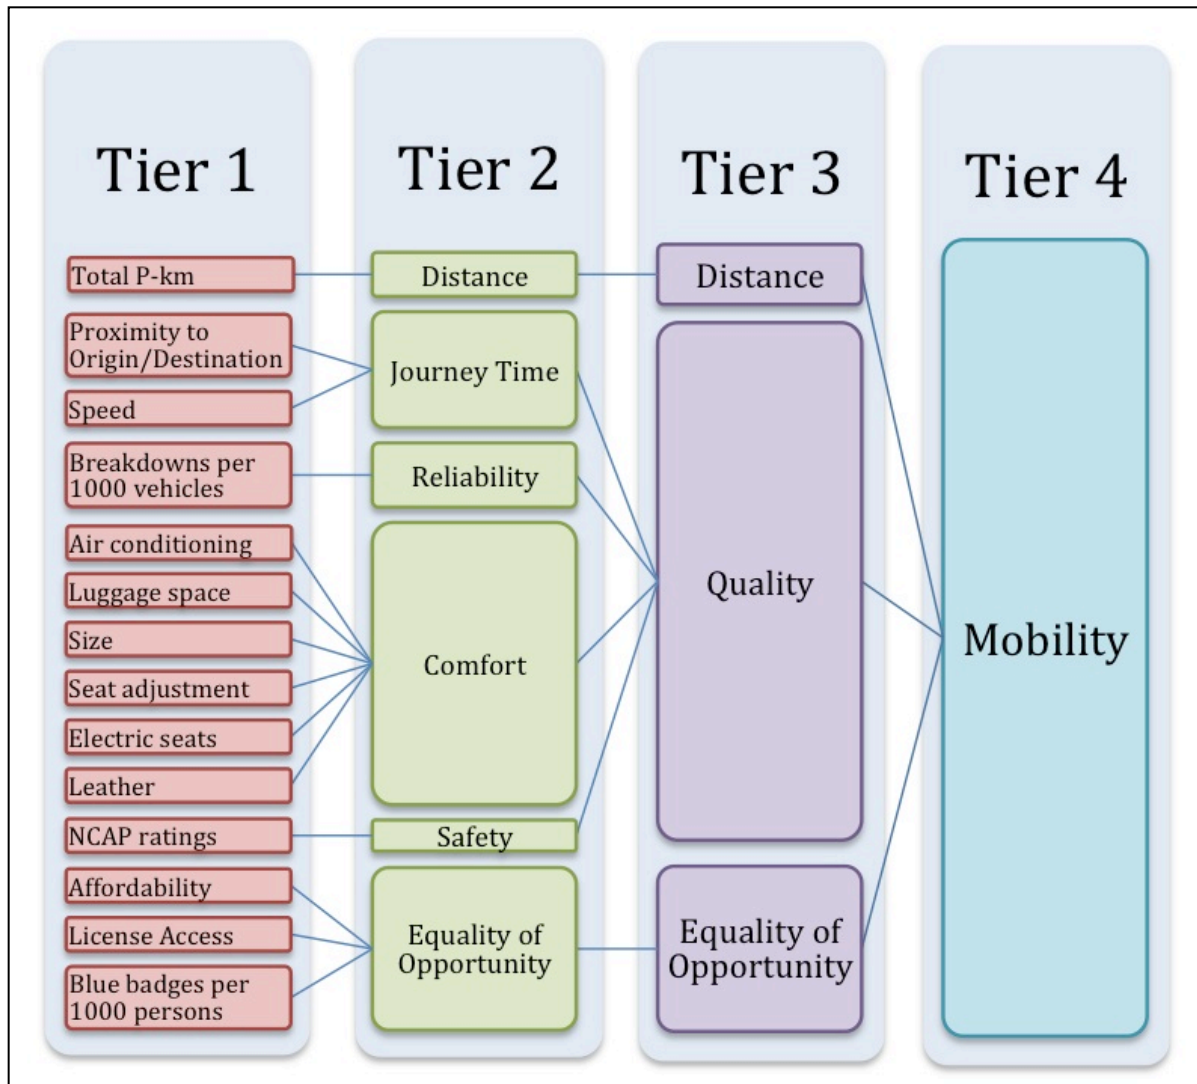 Tier 1
Total P-km
Proximity to
Origin/Destination
Speed
Breakdowns per
1000 vehicles
Air conditioning
Luggage space
Size
Seat adjustment
Electric seats
Leather
NCAP ratings
Affordability
License Access
Blue badges per
1000 persons
Tier 2
Distance
Journey Time
Reliability
Comfort
Safety
Equality of
Opportunity
Tier 3
Distance
Quality
Equality of
Opportunity
Tier 4
Mobility